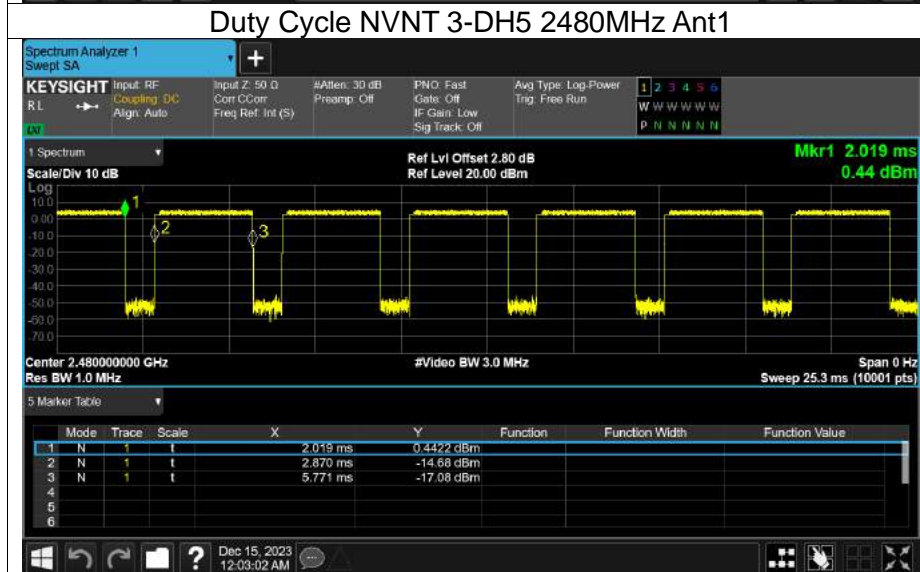 Duty Cycle NVNT 3-DH5 2480MHz Ant1
Spectrum Analyzer 1
Swept SA
+
KEYSIGHT
RL
LXI
Input: RF
Coupling: DC
Align: Auto
Input Z: 50 Ω
Corr CCorr
Freq Ref: Int (S)
#Atten: 30 dB
Preamp: Off
PNO: Fast
Gate: Off
IF Gain: Low
Sig Track: Off
Avg Type: Log-Power
Trig: Free Run
1 2 3 4 5 6
W W W W W W
P N N N N N
1 Spectrum
Scale/Div 10 dB
Ref Lvl Offset 2.80 dB
Ref Level 20.00 dBm
Mkr1 2.019 ms
0.44 dBm
Log
10.0
0.00
-10.0
-20.0
-30.0
-40.0
-50.0
-60.0
-70.0
1
2
3
Center 2.480000000 GHz
#Video BW 3.0 MHz
Span 0 Hz
Res BW 1.0 MHz
Sweep 25.3 ms (10001 pts)
5 Marker Table
Mode Trace Scale X Y Function Function Width Function Value
1 N 1 t 2.019 ms 0.4422 dBm
2 N 1 t 2.870 ms -14.68 dBm
3 N 1 t 5.771 ms -17.08 dBm
4
5
6
?
Dec 15, 2023
12:03:02 AM